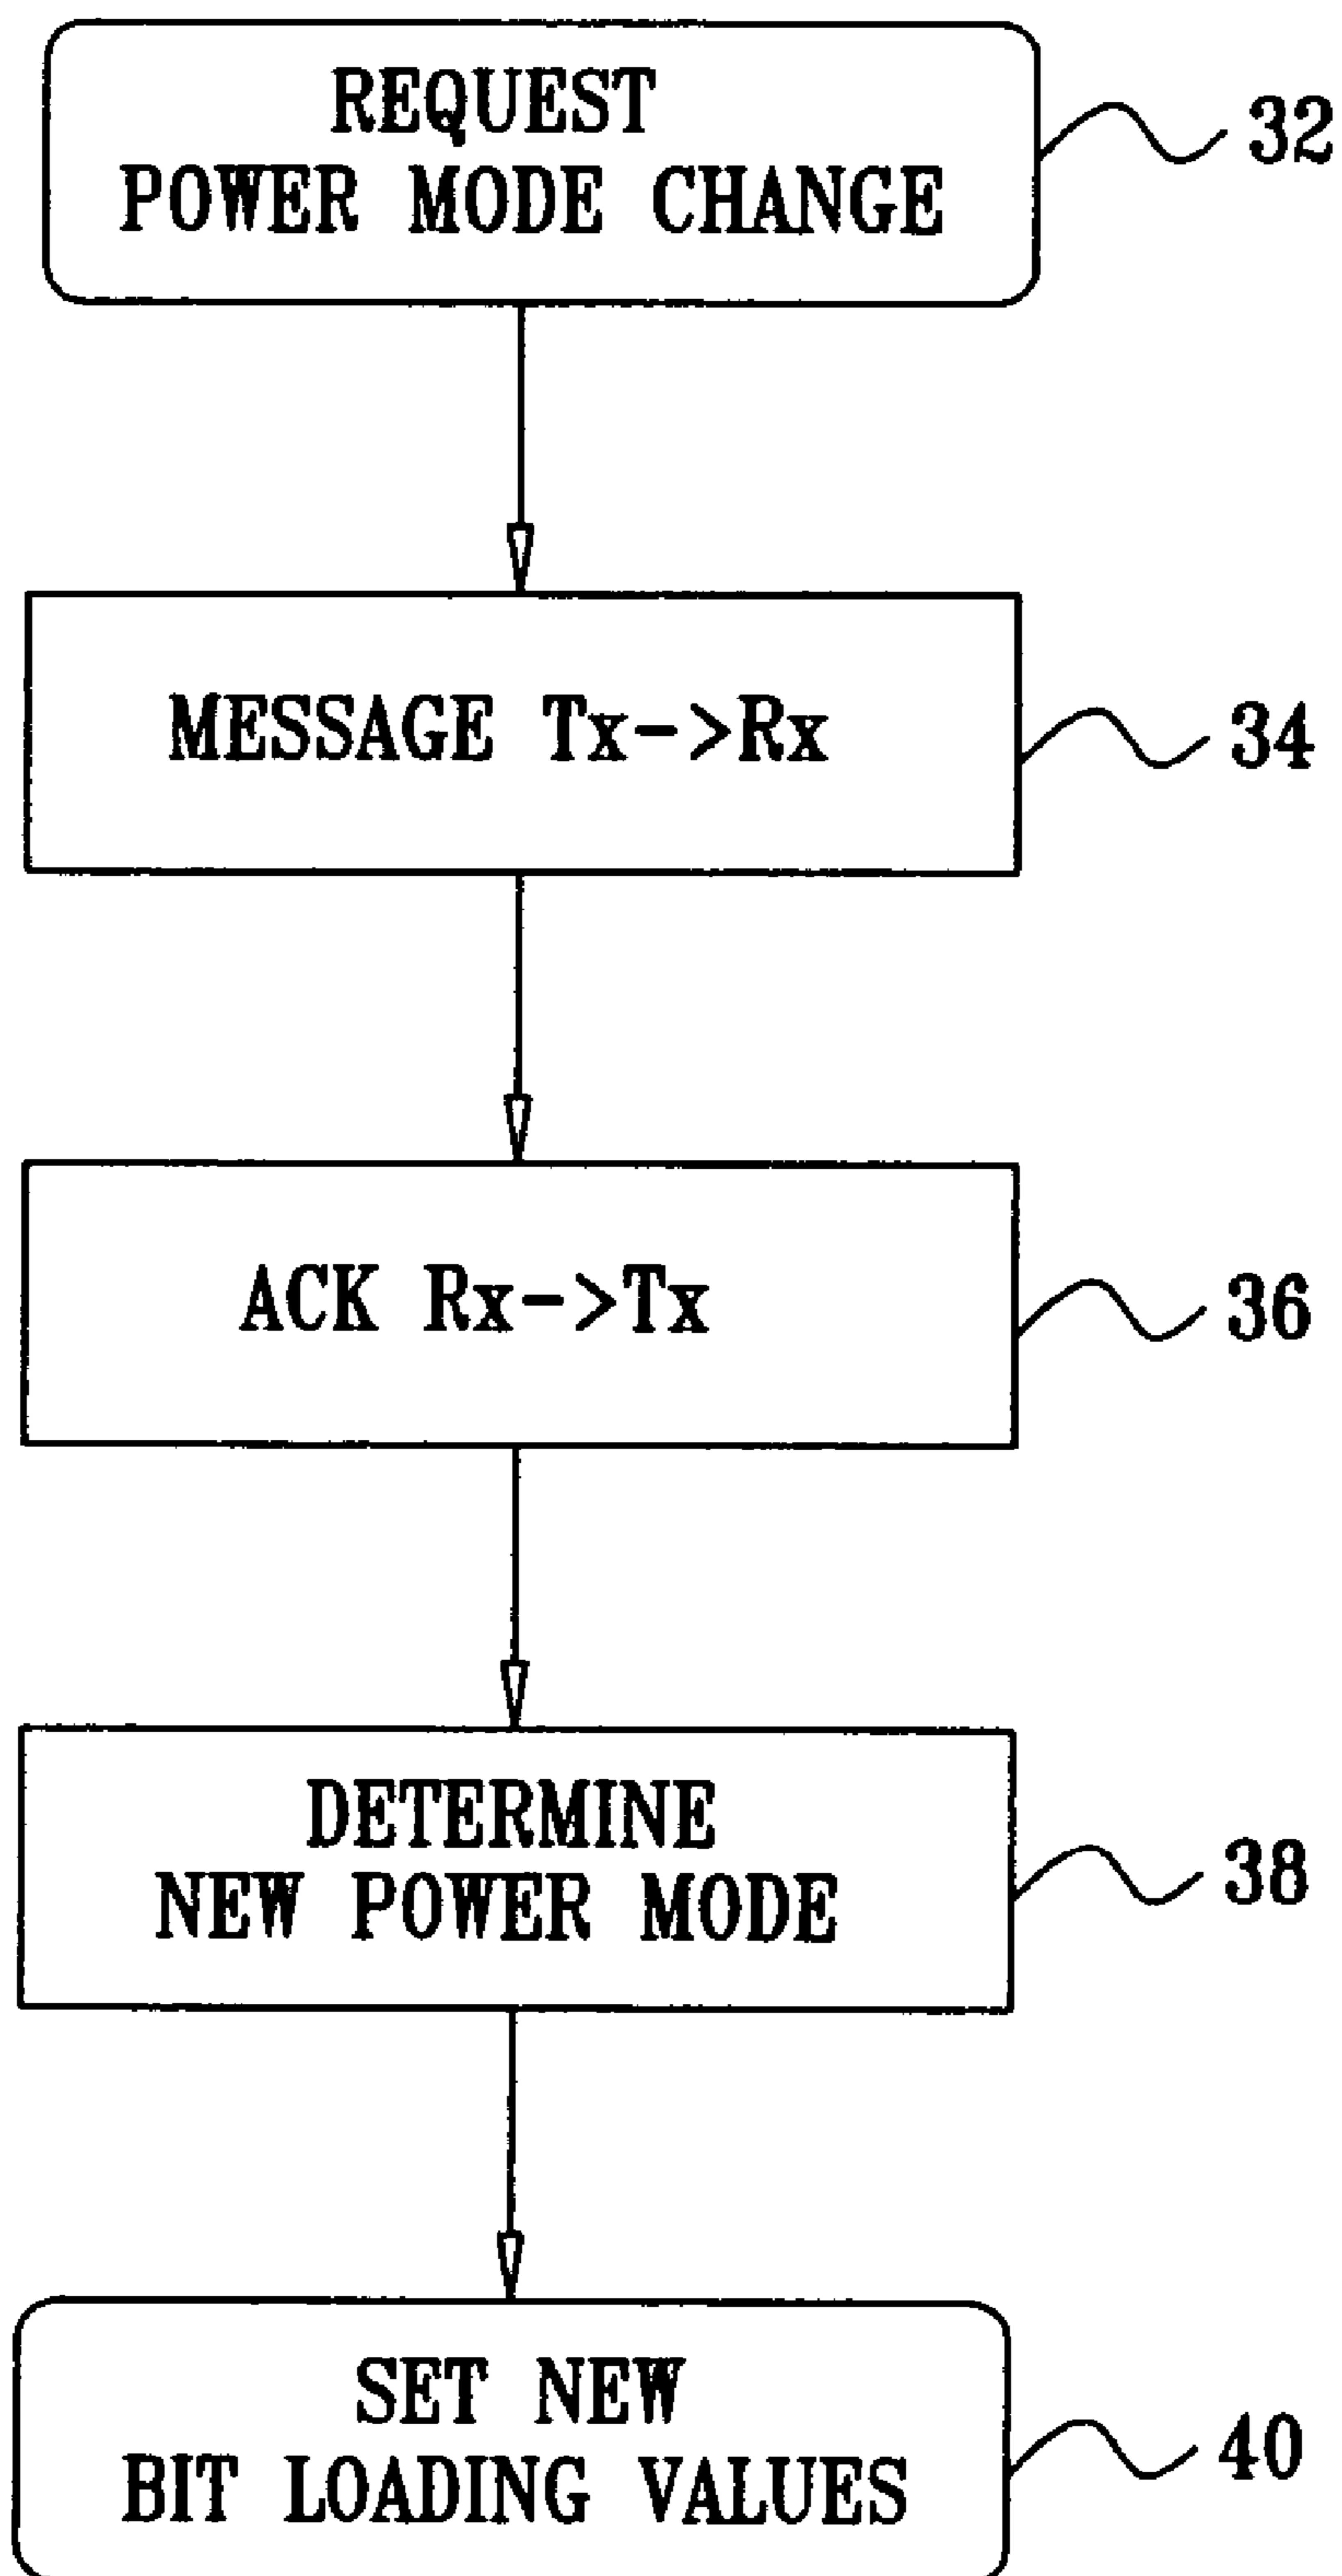 REQUEST
POWER MODE CHANGE
32
MESSAGE Tx->Rx
34
ACK Rx->Tx
36
DETERMINE
NEW POWER MODE
38
SET NEW
BIT LOADING VALUES
40